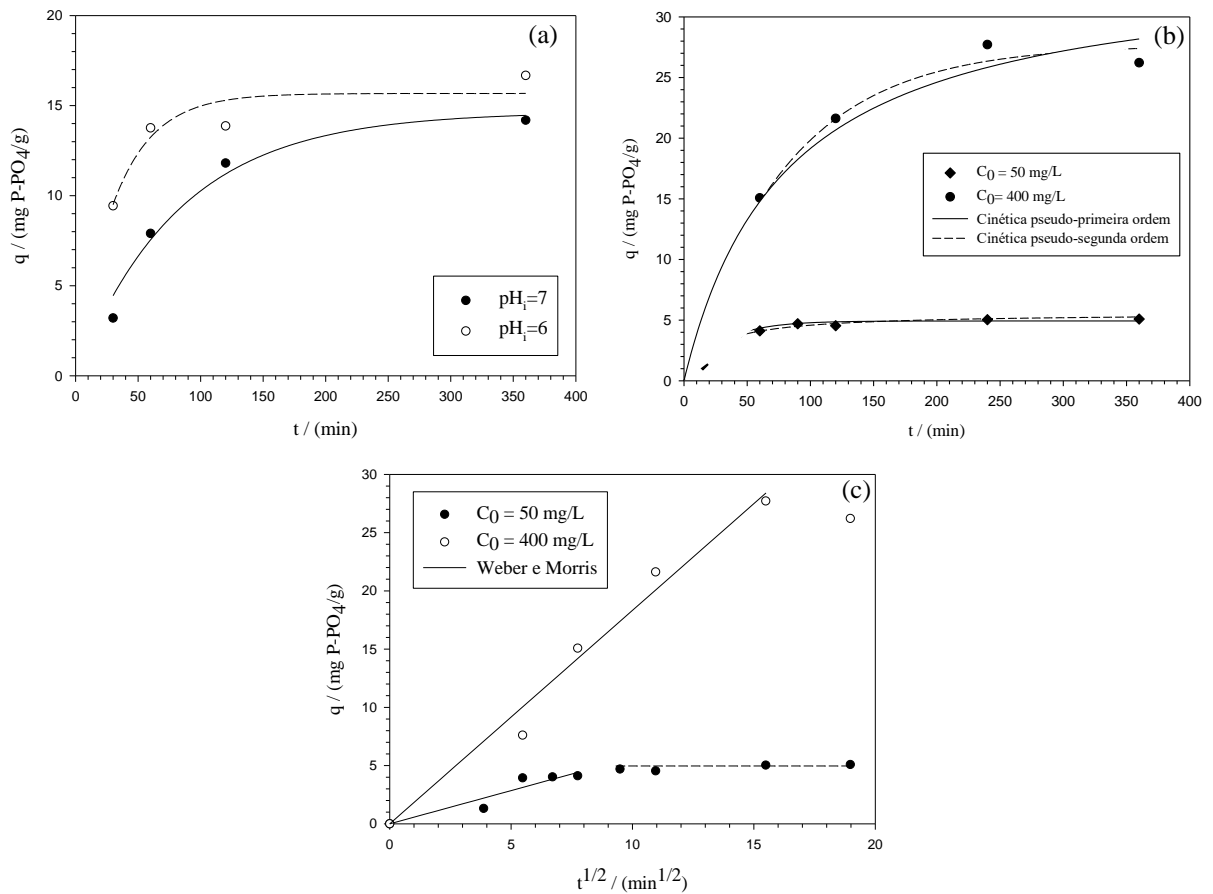 (a)
20
15
10
5
0
q / (mg P-PO4/g)
pHi=7
pHi=6
0 50 100 150 200 250 300 350 400
t / (min)
(b)
30
25
20
15
10
5
0
q / (mg P-PO4/g)
C0 = 50 mg/L
C0= 400 mg/L
Cinética pseudo-primeira ordem
Cinética pseudo-segunda ordem
0 50 100 150 200 250 300 350 400
t / (min)
(c)
30
25
20
15
10
5
0
q / (mg P-PO4/g)
C0 = 50 mg/L
C0 = 400 mg/L
Weber e Morris
0 5 10 15 20
t1/2 / (min1/2)